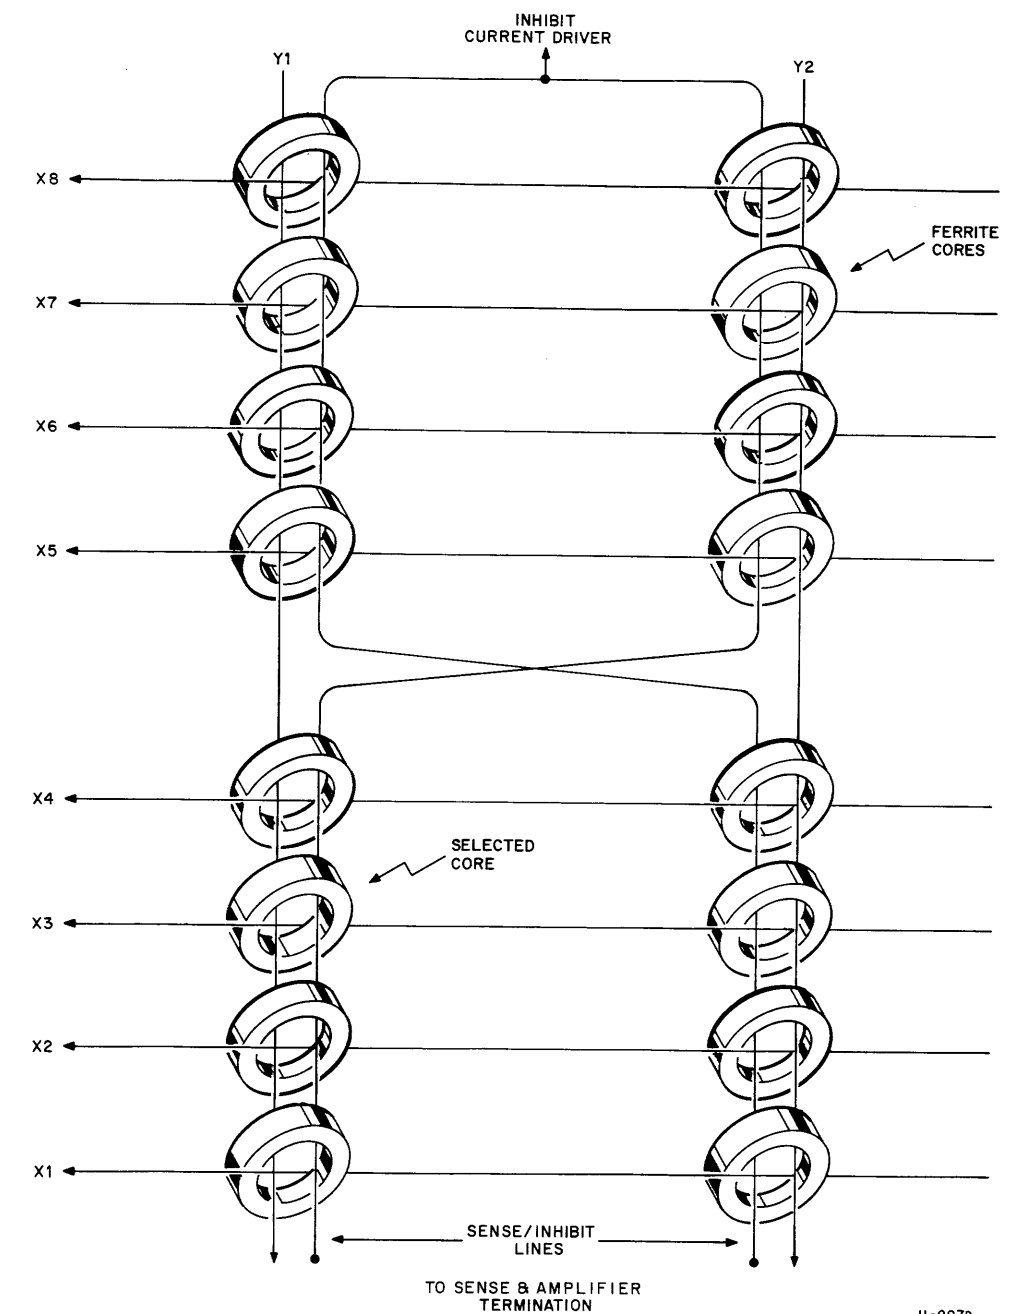 INHIBIT
CURRENT DRIVER
Y1
Y2
X8
FERRITE
CORES
X7
X6
X5
X4
SELECTED
CORE
X3
X2
X1
SENSE/INHIBIT
LINES
TO SENSE & AMPLIFIER
TERMINATION